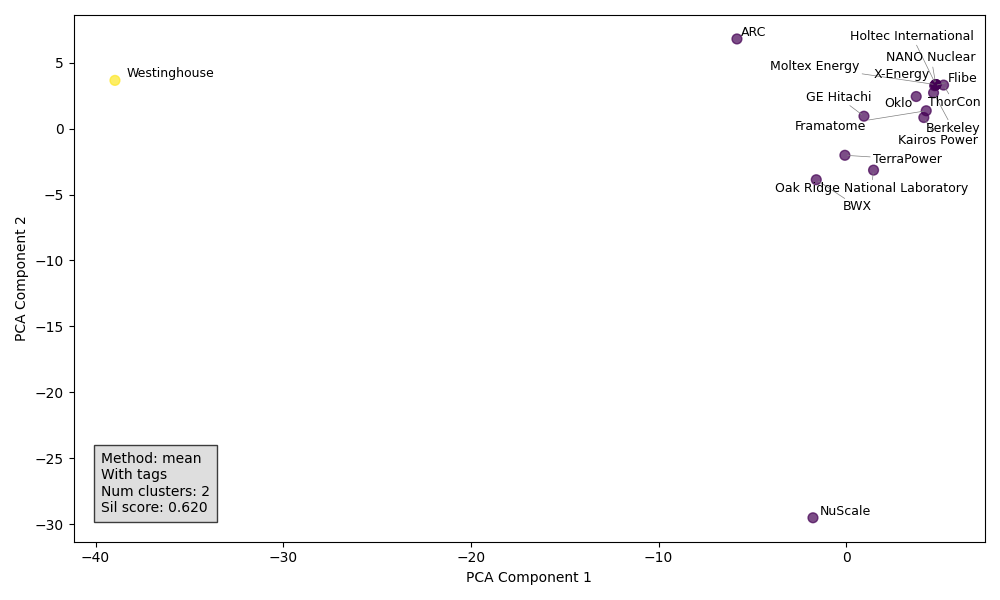 ARC
Holtec International
NANO Nuclear
Moltex Energy
X-Energy
Flibe
Westinghouse
GE Hitachi
Oklo
ThorCon
Framatome
Berkeley
Kairos Power
TerraPower
Oak Ridge National Laboratory
BWX
NuScale
Method: mean
With tags
Num clusters: 2
Sil score: 0.620
5
0
−5
−10
−15
−20
−25
−30
PCA Component 2
−40
−30
−20
−10
0
PCA Component 1